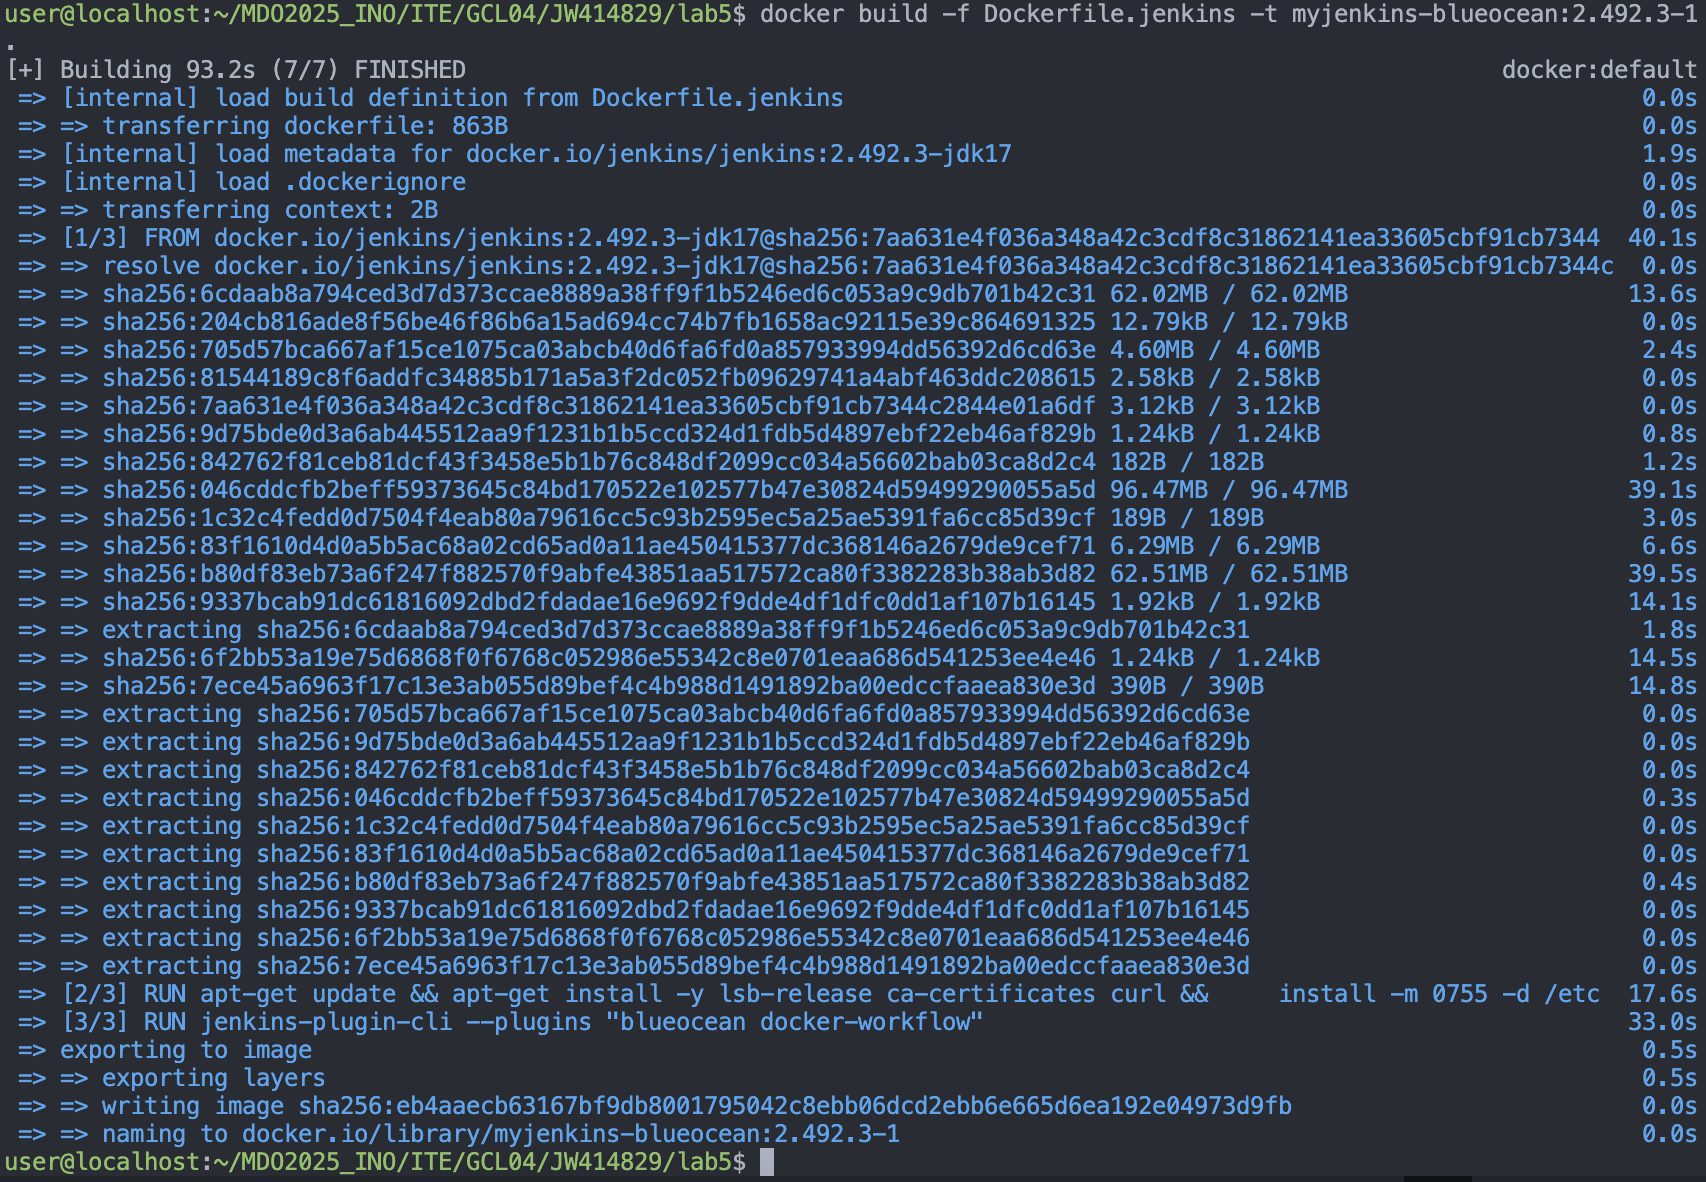 user@localhost:~/MDO2025_INO/ITE/GCL04/JW414829/lab5$ docker build -f Dockerfile.jenkins -t myjenkins-blueocean:2.492.3-1
.
[+] Building 93.2s (7/7) FINISHED docker:default
=> [internal] load build definition from Dockerfile.jenkins 0.0s
=> => transferring dockerfile: 863B 0.0s
=> [internal] load metadata for docker.io/jenkins/jenkins:2.492.3-jdk17 1.9s
=> [internal] load .dockerignore 0.0s
=> => transferring context: 2B 0.0s
=> [1/3] FROM docker.io/jenkins/jenkins:2.492.3-jdk17@sha256:7aa631e4f036a348a42c3cdf8c31862141ea33605cbf91cb7344 40.1s
=> => resolve docker.io/jenkins/jenkins:2.492.3-jdk17@sha256:7aa631e4f036a348a42c3cdf8c31862141ea33605cbf91cb7344c 0.0s
=> => sha256:6cdaab8a794ced3d7d373ccae8889a38ff9f1b5246ed6c053a9c9db701b42c31 62.02MB / 62.02MB 13.6s
=> => sha256:204cb816ade8f56be46f86b6a15ad694cc74b7fb1658ac92115e39c864691325 12.79kB / 12.79kB 0.0s
=> => sha256:705d57bca667af15ce1075ca03abcb40d6fa6fd0a857933994dd56392d6cd63e 4.60MB / 4.60MB 2.4s
=> => sha256:81544189c8f6addfc34885b171a5a3f2dc052fb09629741a4abf463ddc208615 2.58kB / 2.58kB 0.0s
=> => sha256:7aa631e4f036a348a42c3cdf8c31862141ea33605cbf91cb7344c2844e01a6df 3.12kB / 3.12kB 0.0s
=> => sha256:9d75bde0d3a6ab445512aa9f1231b1b5ccd324d1fdb5d4897ebf22eb46af829b 1.24kB / 1.24kB 0.8s
=> => sha256:842762f81ceb81dcf43f3458e5b1b76c848df2099cc034a56602bab03ca8d2c4 182B / 182B 1.2s
=> => sha256:046cddcfb2beff59373645c84bd170522e102577b47e30824d59499290055a5d 96.47MB / 96.47MB 39.1s
=> => sha256:1c32c4fedd0d7504f4eab80a79616cc5c93b2595ec5a25ae5391fa6cc85d39cf 189B / 189B 3.0s
=> => sha256:83f1610d4d0a5b5ac68a02cd65ad0a11ae450415377dc368146a2679de9cef71 6.29MB / 6.29MB 6.6s
=> => sha256:b80df83eb73a6f247f882570f9abfe43851aa517572ca80f3382283b38ab3d82 62.51MB / 62.51MB 39.5s
=> => sha256:9337bcab91dc61816092dbd2fdadae16e9692f9dde4df1dfc0dd1af107b16145 1.92kB / 1.92kB 14.1s
=> => extracting sha256:6cdaab8a794ced3d7d373ccae8889a38ff9f1b5246ed6c053a9c9db701b42c31 1.8s
=> => sha256:6f2bb53a19e75d6868f0f6768c052986e55342c8e0701eaa686d541253ee4e46 1.24kB / 1.24kB 14.5s
=> => sha256:7ece45a6963f17c13e3ab055d89bef4c4b988d1491892ba00edccfaaea830e3d 390B / 390B 14.8s
=> => extracting sha256:705d57bca667af15ce1075ca03abcb40d6fa6fd0a857933994dd56392d6cd63e 0.0s
=> => extracting sha256:9d75bde0d3a6ab445512aa9f1231b1b5ccd324d1fdb5d4897ebf22eb46af829b 0.0s
=> => extracting sha256:842762f81ceb81dcf43f3458e5b1b76c848df2099cc034a56602bab03ca8d2c4 0.0s
=> => extracting sha256:046cddcfb2beff59373645c84bd170522e102577b47e30824d59499290055a5d 0.3s
=> => extracting sha256:1c32c4fedd0d7504f4eab80a79616cc5c93b2595ec5a25ae5391fa6cc85d39cf 0.0s
=> => extracting sha256:83f1610d4d0a5b5ac68a02cd65ad0a11ae450415377dc368146a2679de9cef71 0.0s
=> => extracting sha256:b80df83eb73a6f247f882570f9abfe43851aa517572ca80f3382283b38ab3d82 0.4s
=> => extracting sha256:9337bcab91dc61816092dbd2fdadae16e9692f9dde4df1dfc0dd1af107b16145 0.0s
=> => extracting sha256:6f2bb53a19e75d6868f0f6768c052986e55342c8e0701eaa686d541253ee4e46 0.0s
=> => extracting sha256:7ece45a6963f17c13e3ab055d89bef4c4b988d1491892ba00edccfaaea830e3d 0.0s
=> [2/3] RUN apt-get update && apt-get install -y lsb-release ca-certificates curl &&     install -m 0755 -d /etc 17.6s
=> [3/3] RUN jenkins-plugin-cli --plugins "blueocean docker-workflow" 33.0s
=> exporting to image 0.5s
=> => exporting layers 0.5s
=> => writing image sha256:eb4aaecb63167bf9db8001795042c8ebb06dcd2ebb6e665d6ea192e04973d9fb 0.0s
=> => naming to docker.io/library/myjenkins-blueocean:2.492.3-1 0.0s
user@localhost:~/MDO2025_INO/ITE/GCL04/JW414829/lab5$